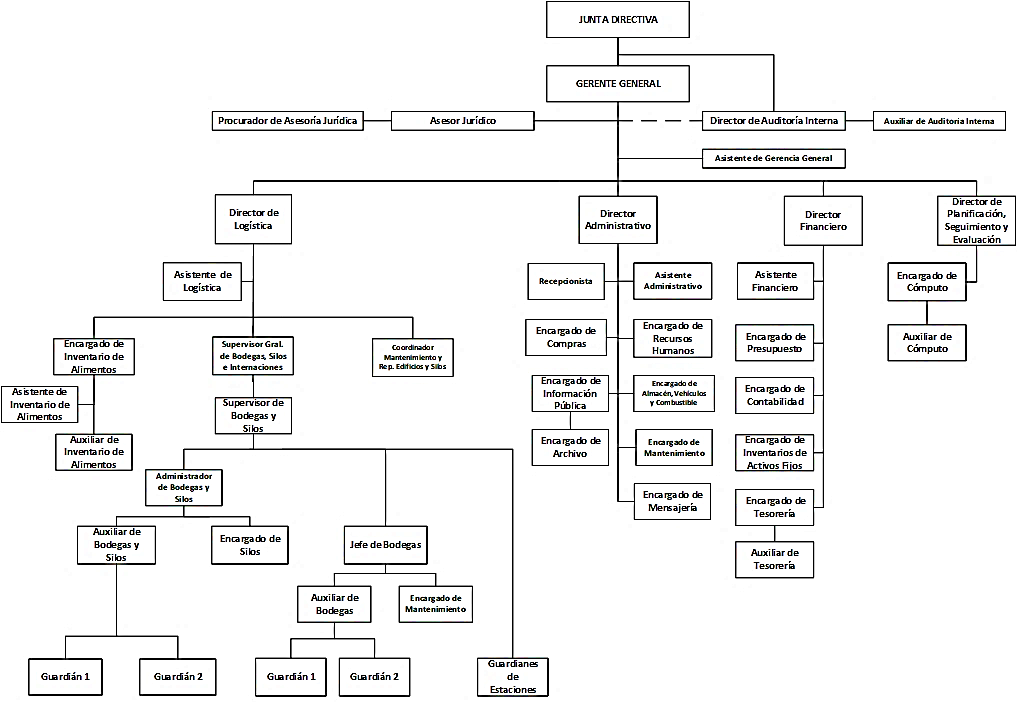 JUNTA DIRECTIVA
GERENTE GENERAL
Procurador de Asesoría Jurídica
Asesor Jurídico
Director de Auditoría Interna
Auxiliar de Auditoría Interna
Asistente de Gerencia General
Director de
Logística
Director
Administrativo
Director
Financiero
Director de
Planificación,
Seguimiento y
Evaluación
Asistente de
Logística
Recepcionista
Asistente
Administrativo
Asistente
Financiero
Encargado de
Cómputo
Encargado de
Inventario de
Alimentos
Supervisor Gral.
de Bodegas, Silos
e Internaciones
Coordinador
Mantenimiento y
Rep. Edificios y Silos
Encargado de
Compras
Encargado de
Recursos
Humanos
Encargado de
Presupuesto
Auxiliar de
Cómputo
Asistente de
Inventario de
Alimentos
Supervisor de
Bodegas y
Silos
Encargado de
Información
Pública
Encargado de
Almacén, Vehículos
y Combustible
Encargado de
Contabilidad
Auxiliar de
Inventario de
Alimentos
Encargado de
Archivo
Encargado de
Mantenimiento
Encargado de
Inventarios de
Activos Fijos
Administrador
de Bodegas y
Silos
Encargado de
Mensajería
Encargado de
Tesorería
Auxiliar de
Bodegas y
Silos
Encargado de
Silos
Jefe de Bodegas
Auxiliar de
Tesorería
Auxiliar de
Bodegas
Encargado de
Mantenimiento
Guardián 1
Guardián 2
Guardián 1
Guardián 2
Guardianes
de
Estaciones